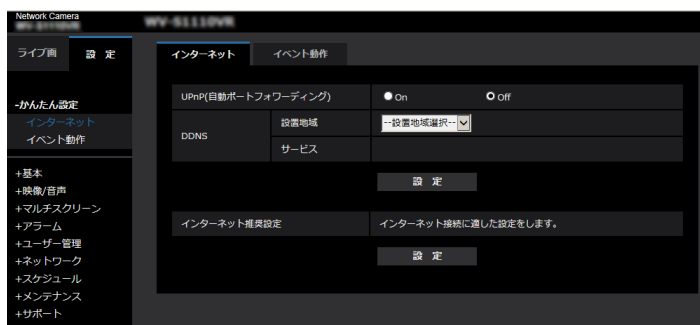 Network Camera
WV-S1110VR
ライブ画 設 定
インターネット イベント動作
-かんたん設定
インターネット
イベント動作
+基本
+映像/音声
+マルチスクリーン
+アラーム
+ユーザー管理
+ネットワーク
+スケジュール
+メンテナンス
+サポート
UPnP(自動ポートフォワーディング) On Off
DDNS
設置地域 --設置地域選択--
サービス
設 定
インターネット推奨設定 インターネット接続に適した設定をします。
設 定